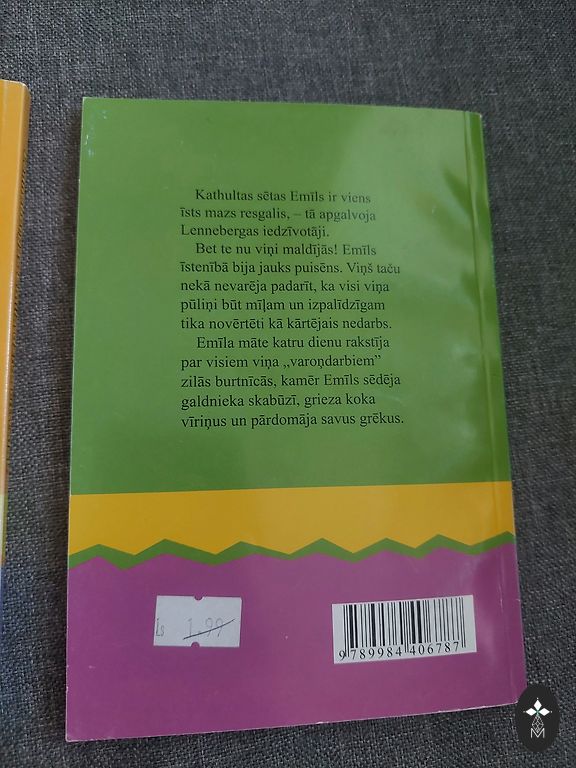 Kathultas sētas Emīls ir viens
īsts mazs resgalis, – tā apgalvoja
Lennebergas iedzīvotāji.
Bet te nu viņi maldījās! Emīls
īstenībā bija jauks puisēns. Viņš taču
nekā nevarēja padarīt, ka visi viņa
pūliņi būt mīļam un izpalīdzīgam
tika novērtēti kā kārtējais nedarbs.
Emīla māte katru dienu rakstīja
par visiem viņa „varoņdarbiem”
zilās burtnīcās, kamēr Emīls sēdēja
galdnieka skabūzī, grieza koka
vīriņus un pārdomāja savus grēkus.
Ls 1.99
9 789984 406787
M